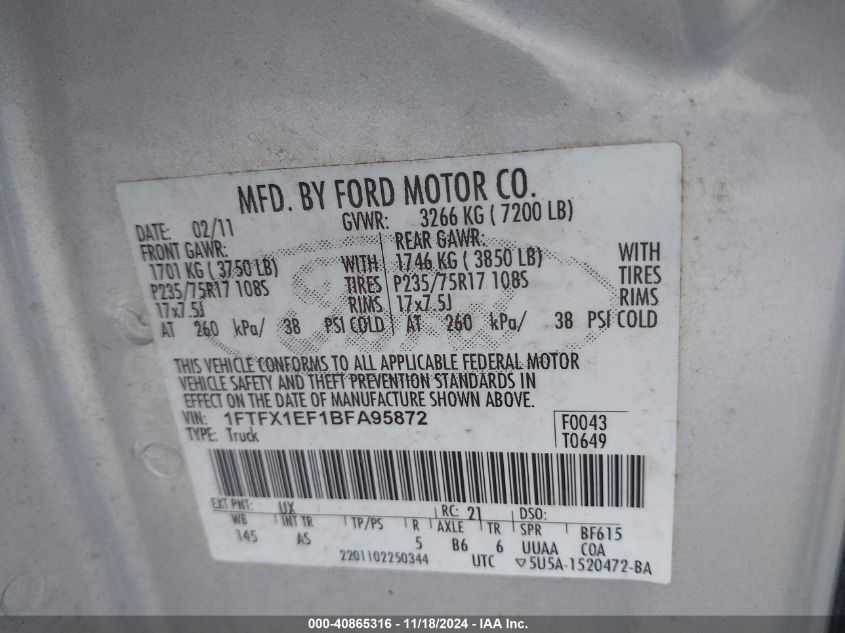 MFD. BY FORD MOTOR CO.
DATE: 02/11 GVWR: 3266 KG ( 7200 LB)
FRONT GAWR: REAR GAWR:
1701 KG ( 3750 LB) WITH 1746 KG ( 3850 LB) WITH
P235/75R17 108S TIRES P235/75R17 108S TIRES
17x7.5J RIMS 17x7.5J RIMS
AT 260 kPa/ 38 PSI COLD AT 260 kPa/ 38 PSI COLD
THIS VEHICLE CONFORMS TO ALL APPLICABLE FEDERAL MOTOR
VEHICLE SAFETY AND THEFT PREVENTION STANDARDS IN
EFFECT ON THE DATE OF MANUFACTURE SHOWN ABOVE.
VIN: 1FTFX1EF1BFA95872 F0043
TYPE: Truck T0649
EXT PNT: UX RC: 21 DSO:
WB INT TR TP/PS R AXLE TR SPR BF615
145 AS 5 B6 6 UUAA COA
2201102250344 UTC ▽5U5A-1520472-BA
000-40865316 - 11/18/2024 - IAA Inc.